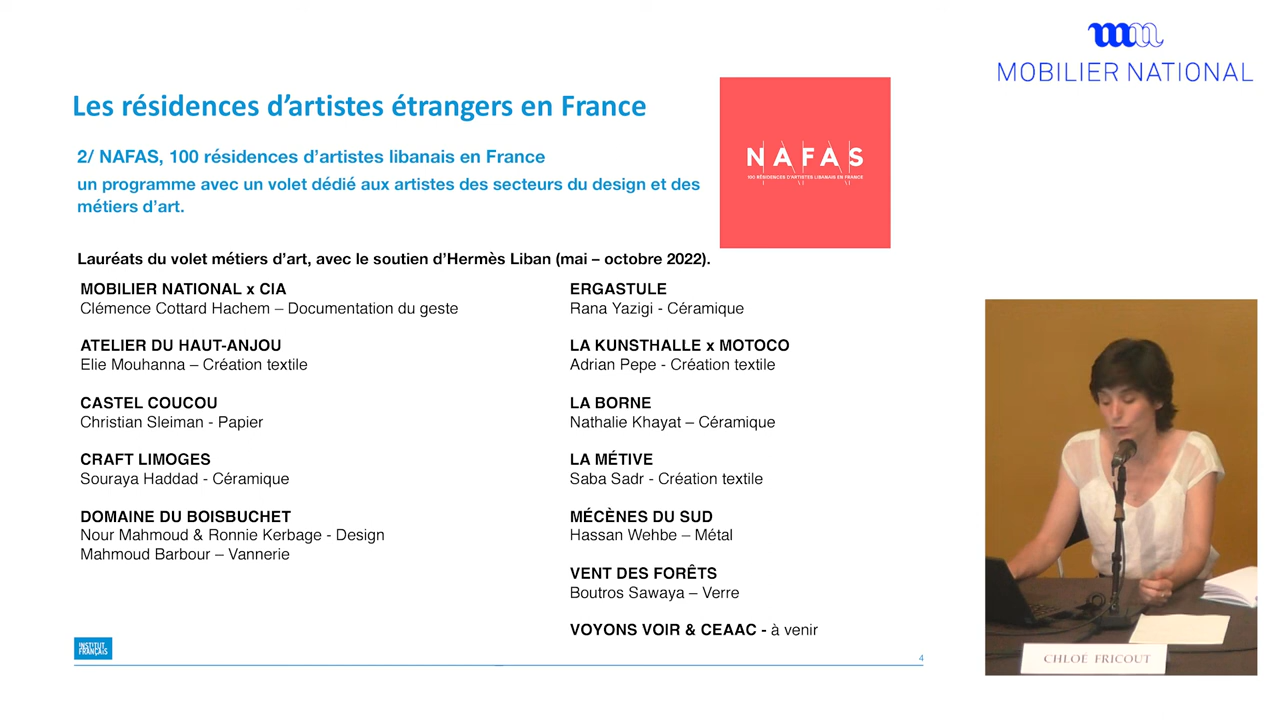 MOBILIER NATIONAL
Les résidences d’artistes étrangers en France
2/ NAFAS, 100 résidences d’artistes libanais en France
un programme avec un volet dédié aux artistes des secteurs du design et des
métiers d’art.
NAFAS
100 RÉSIDENCES D'ARTISTES LIBANAIS EN FRANCE
Lauréats du volet métiers d’art, avec le soutien d’Hermès Liban (mai – octobre 2022).
MOBILIER NATIONAL x CIA
Clémence Cottard Hachem – Documentation du geste
ATELIER DU HAUT-ANJOU
Elie Mouhanna – Création textile
CASTEL COUCOU
Christian Sleiman - Papier
CRAFT LIMOGES
Souraya Haddad - Céramique
DOMAINE DU BOISBUCHET
Nour Mahmoud & Ronnie Kerbage - Design
Mahmoud Barbour – Vannerie
ERGASTULE
Rana Yazigi - Céramique
LA KUNSTHALLE x MOTOCO
Adrian Pepe - Création textile
LA BORNE
Nathalie Khayat – Céramique
LA MÉTIVE
Saba Sadr - Création textile
MÉCÈNES DU SUD
Hassan Wehbe – Métal
VENT DES FORÊTS
Boutros Sawaya – Verre
VOYONS VOIR & CEAAC - à venir
INSTITUT
FRANÇAIS
4
CHLOÉ FRICOUT